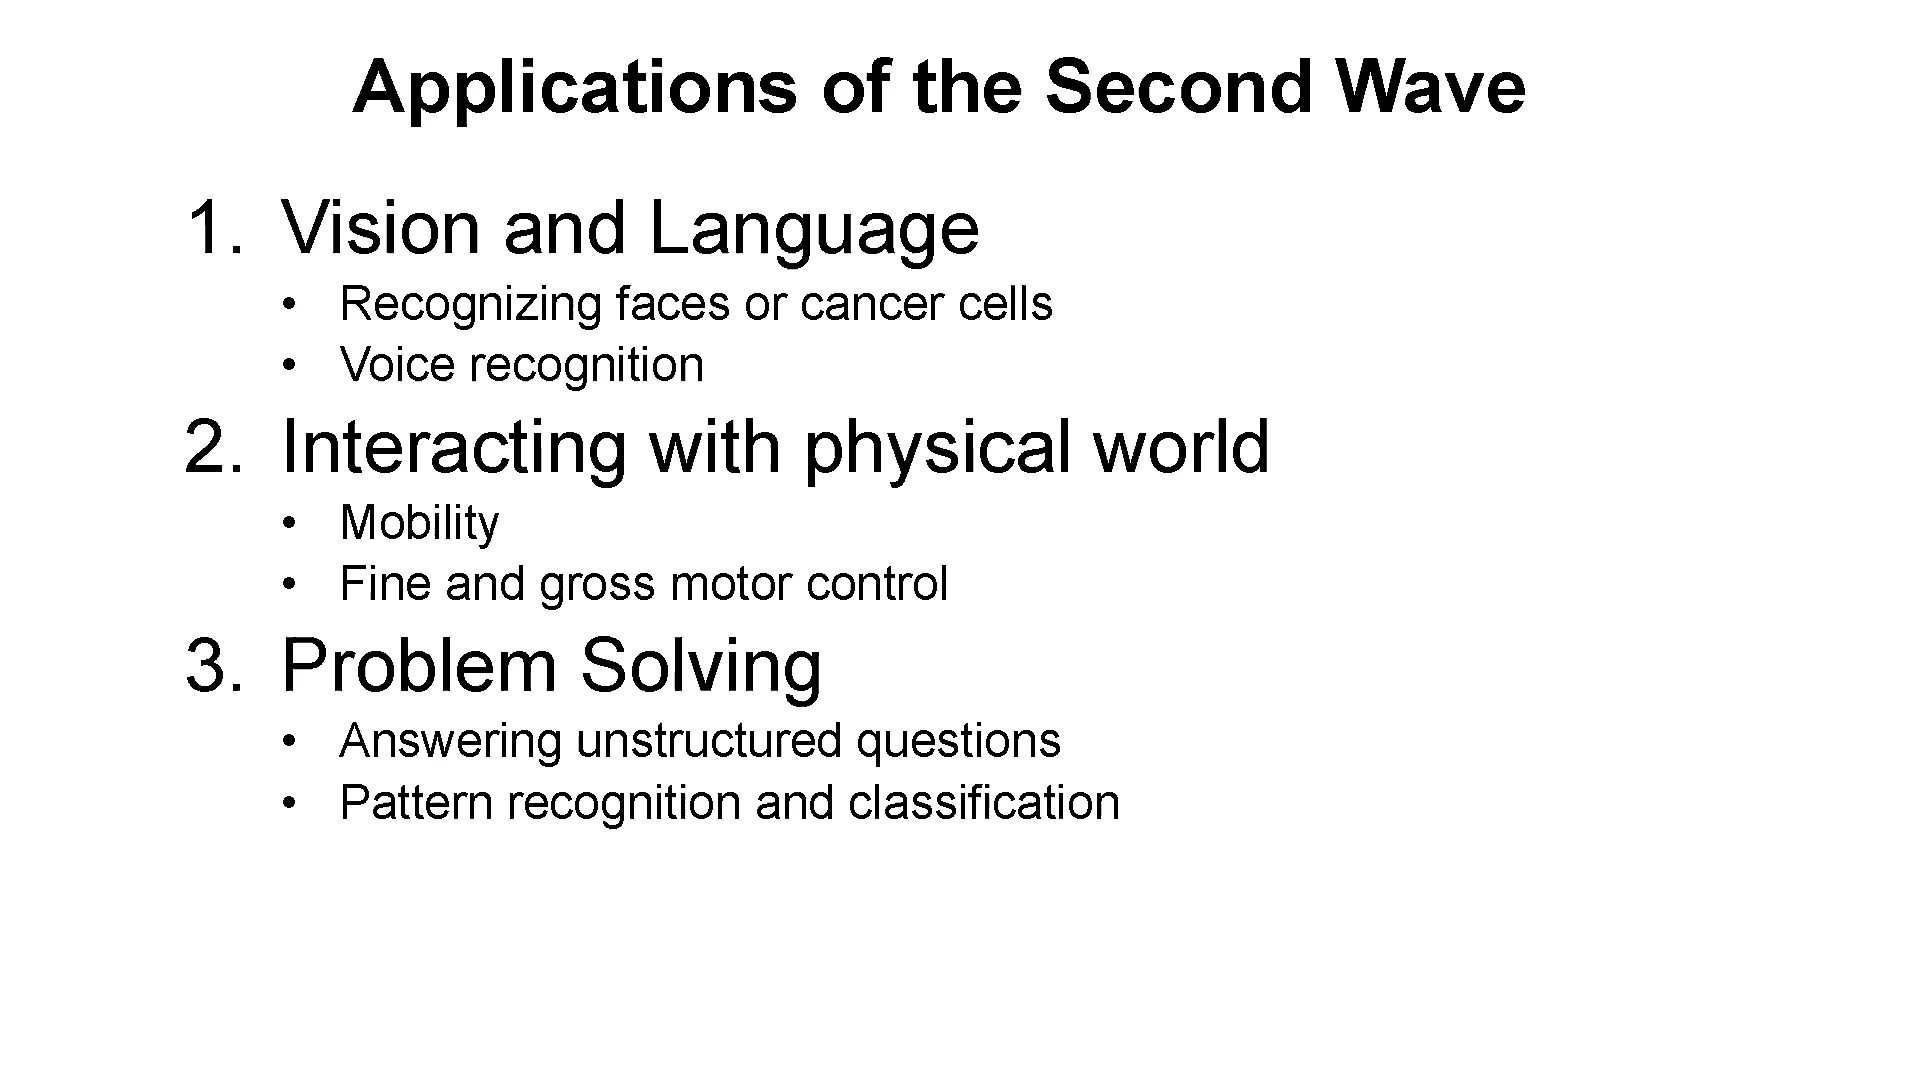 Applications of the Second Wave
1. Vision and Language
• Recognizing faces or cancer cells
• Voice recognition
2. Interacting with physical world
• Mobility
• Fine and gross motor control
3. Problem Solving
• Answering unstructured questions
• Pattern recognition and classification